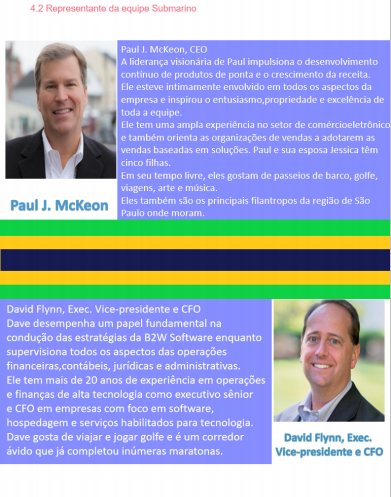 4.2 Representante da equipe Submarino
Paul J. McKeon, CEO
A liderança visionária de Paul impulsiona o desenvolvimento
contínuo de produtos de ponta e o crescimento da receita.
Ele esteve intimamente envolvido em todos os aspectos da
empresa e inspirou o entusiasmo,propriedade e excelência de
toda a equipe.
Ele tem uma ampla experiência no setor de comércioeletrônico
e também orienta as organizações de vendas a adotarem as
vendas baseadas em soluções. Paul e sua esposa Jessica têm
cinco filhas.
Em seu tempo livre, eles gostam de passeios de barco, golfe,
viagens, arte e música.
Eles também são os principais filantropos da região de São
Paulo onde moram.
Paul J. McKeon
David Flynn, Exec. Vice-presidente e CFO
Dave desempenha um papel fundamental na
condução das estratégias da B2W Software enquanto
supervisiona todos os aspectos das operações
financeiras,contábeis, jurídicas e administrativas.
Ele tem mais de 20 anos de experiência em operações
e finanças de alta tecnologia como executivo sênior
e CFO em empresas com foco em software,
hospedagem e serviços habilitados para tecnologia.
Dave gosta de viajar e jogar golfe e é um corredor
ávido que já completou inúmeras maratonas.
David Flynn, Exec.
Vice-presidente e CFO